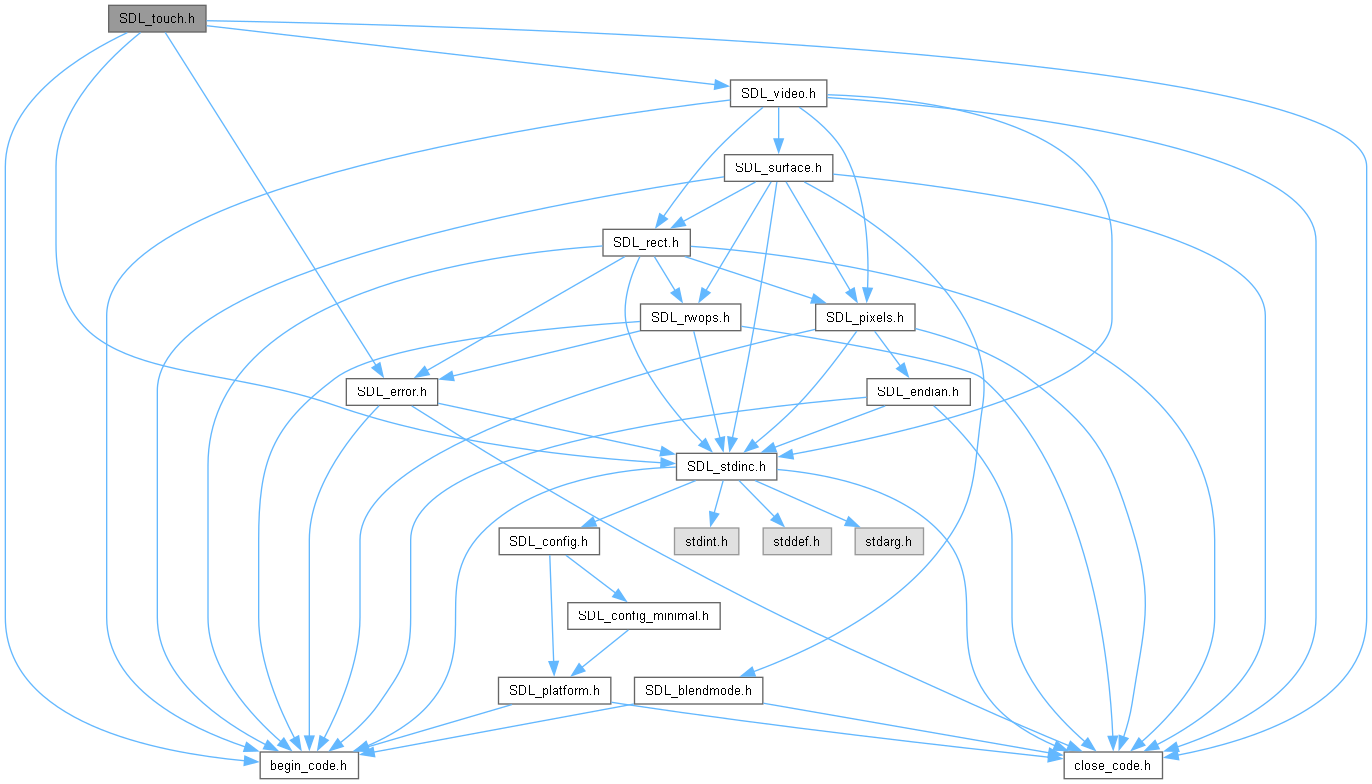 SDL_touch.h
SDL_video.h
SDL_surface.h
SDL_rect.h
SDL_rwops.h
SDL_pixels.h
SDL_error.h
SDL_endian.h
SDL_stdinc.h
SDL_config.h
stdint.h
stddef.h
stdarg.h
SDL_config_minimal.h
SDL_platform.h
SDL_blendmode.h
begin_code.h
close_code.h